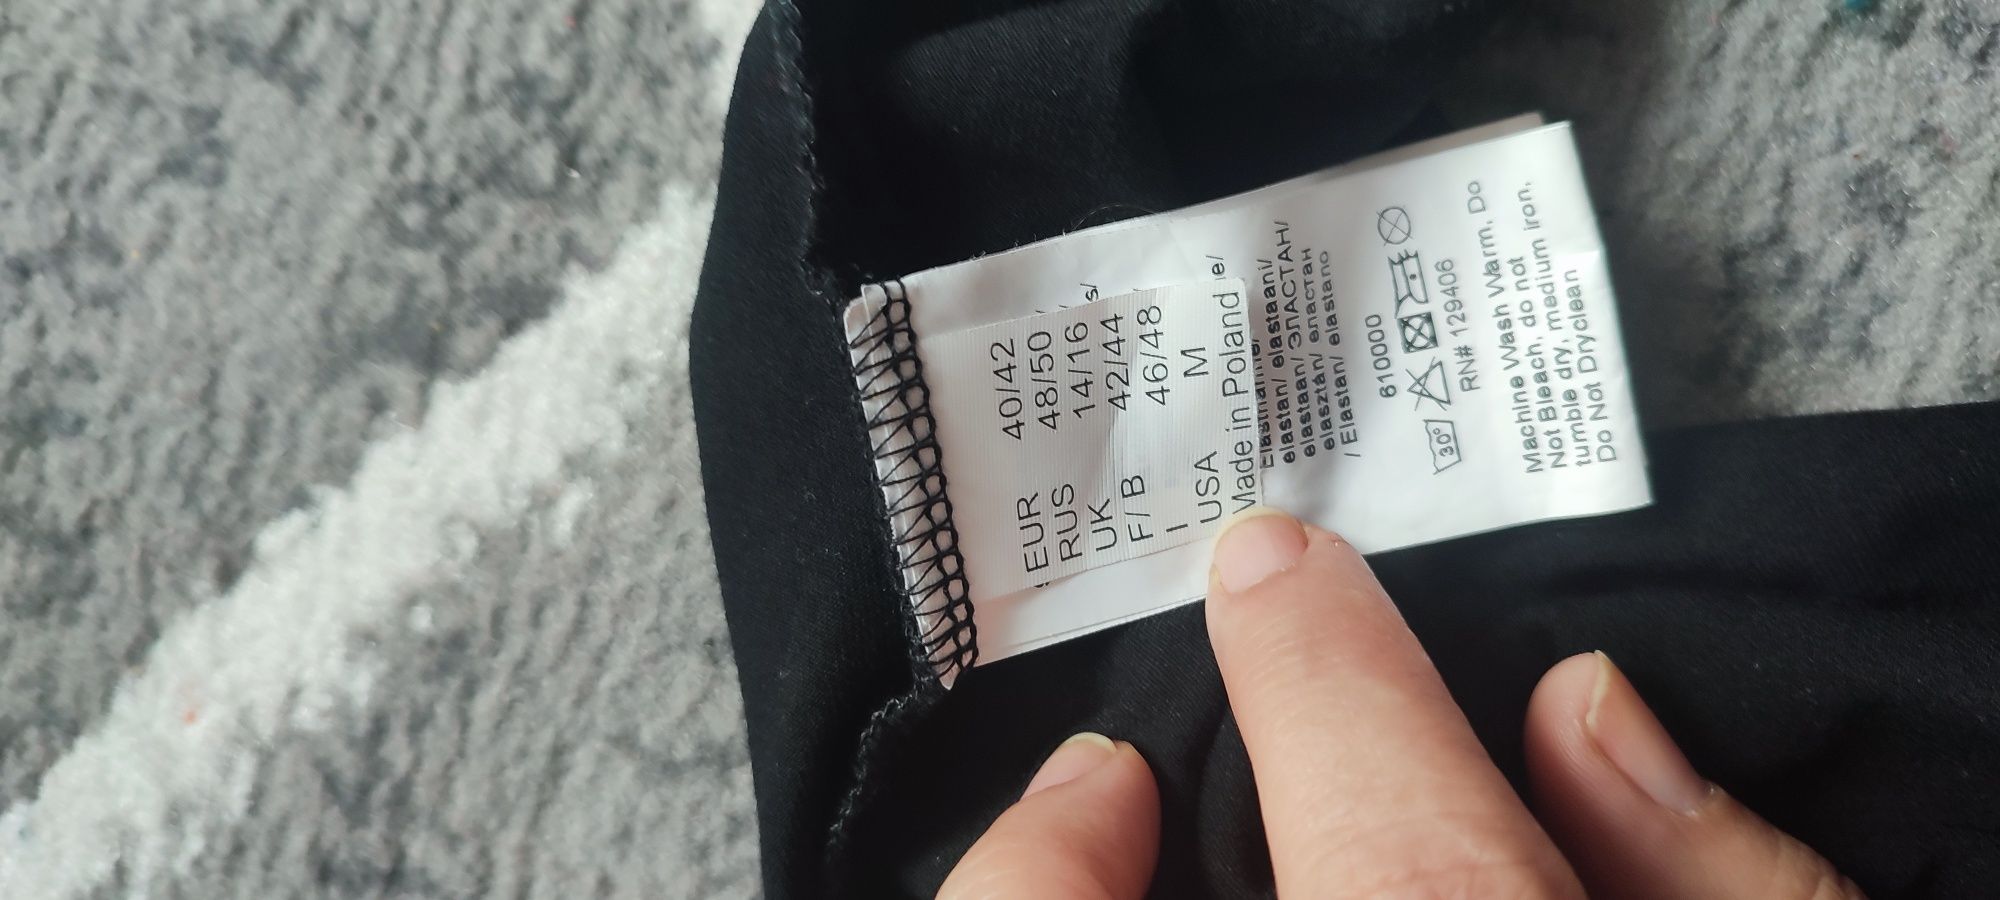 EUR 40/42
RUS 48/50
UK 14/16
F/B 42/44
I 46/48
USA M
Made in Poland
s/
e/
elastan/ elastaani/
elastaan/ ЭЛАСТАН/
elasztán/ еластан
/ Elastan/ elastano
610000
30°
RN# 129406
Machine Wash Warm, Do
Not Bleach, do not
tumble dry, medium iron,
Do Not Dryclean